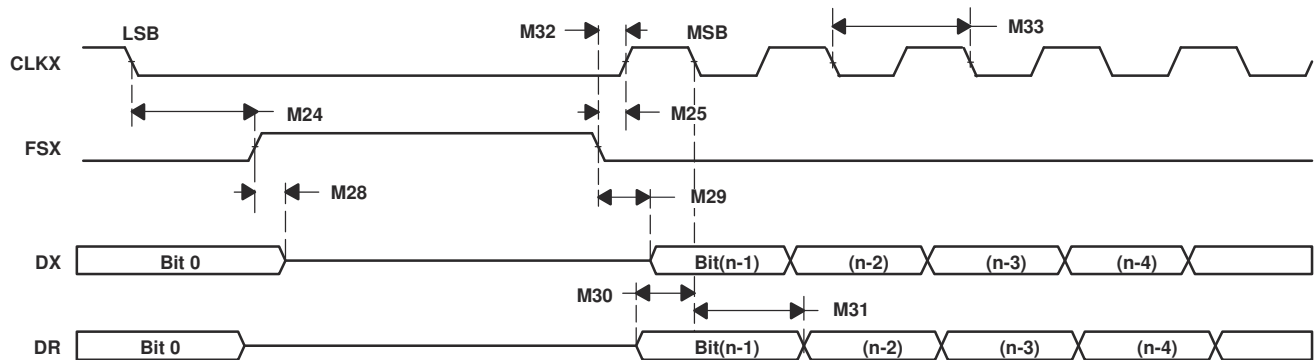 LSB
M32
MSB
M33
CLKX
M24
M25
FSX
M28
M29
DX
Bit 0
Bit(n-1)
(n-2)
(n-3)
(n-4)
M30
M31
DR
Bit 0
Bit(n-1)
(n-2)
(n-3)
(n-4)